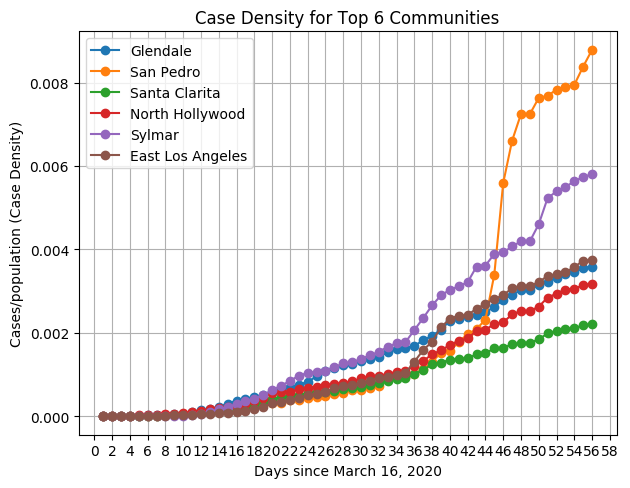 Case Density for Top 6 Communities
Glendale
San Pedro
Santa Clarita
North Hollywood
Sylmar
East Los Angeles
Cases/population (Case Density)
0.008
0.006
0.004
0.002
0.000
0 2 4 6 8 10 12 14 16 18 20 22 24 26 28 30 32 34 36 38 40 42 44 46 48 50 52 54 56 58
Days since March 16, 2020